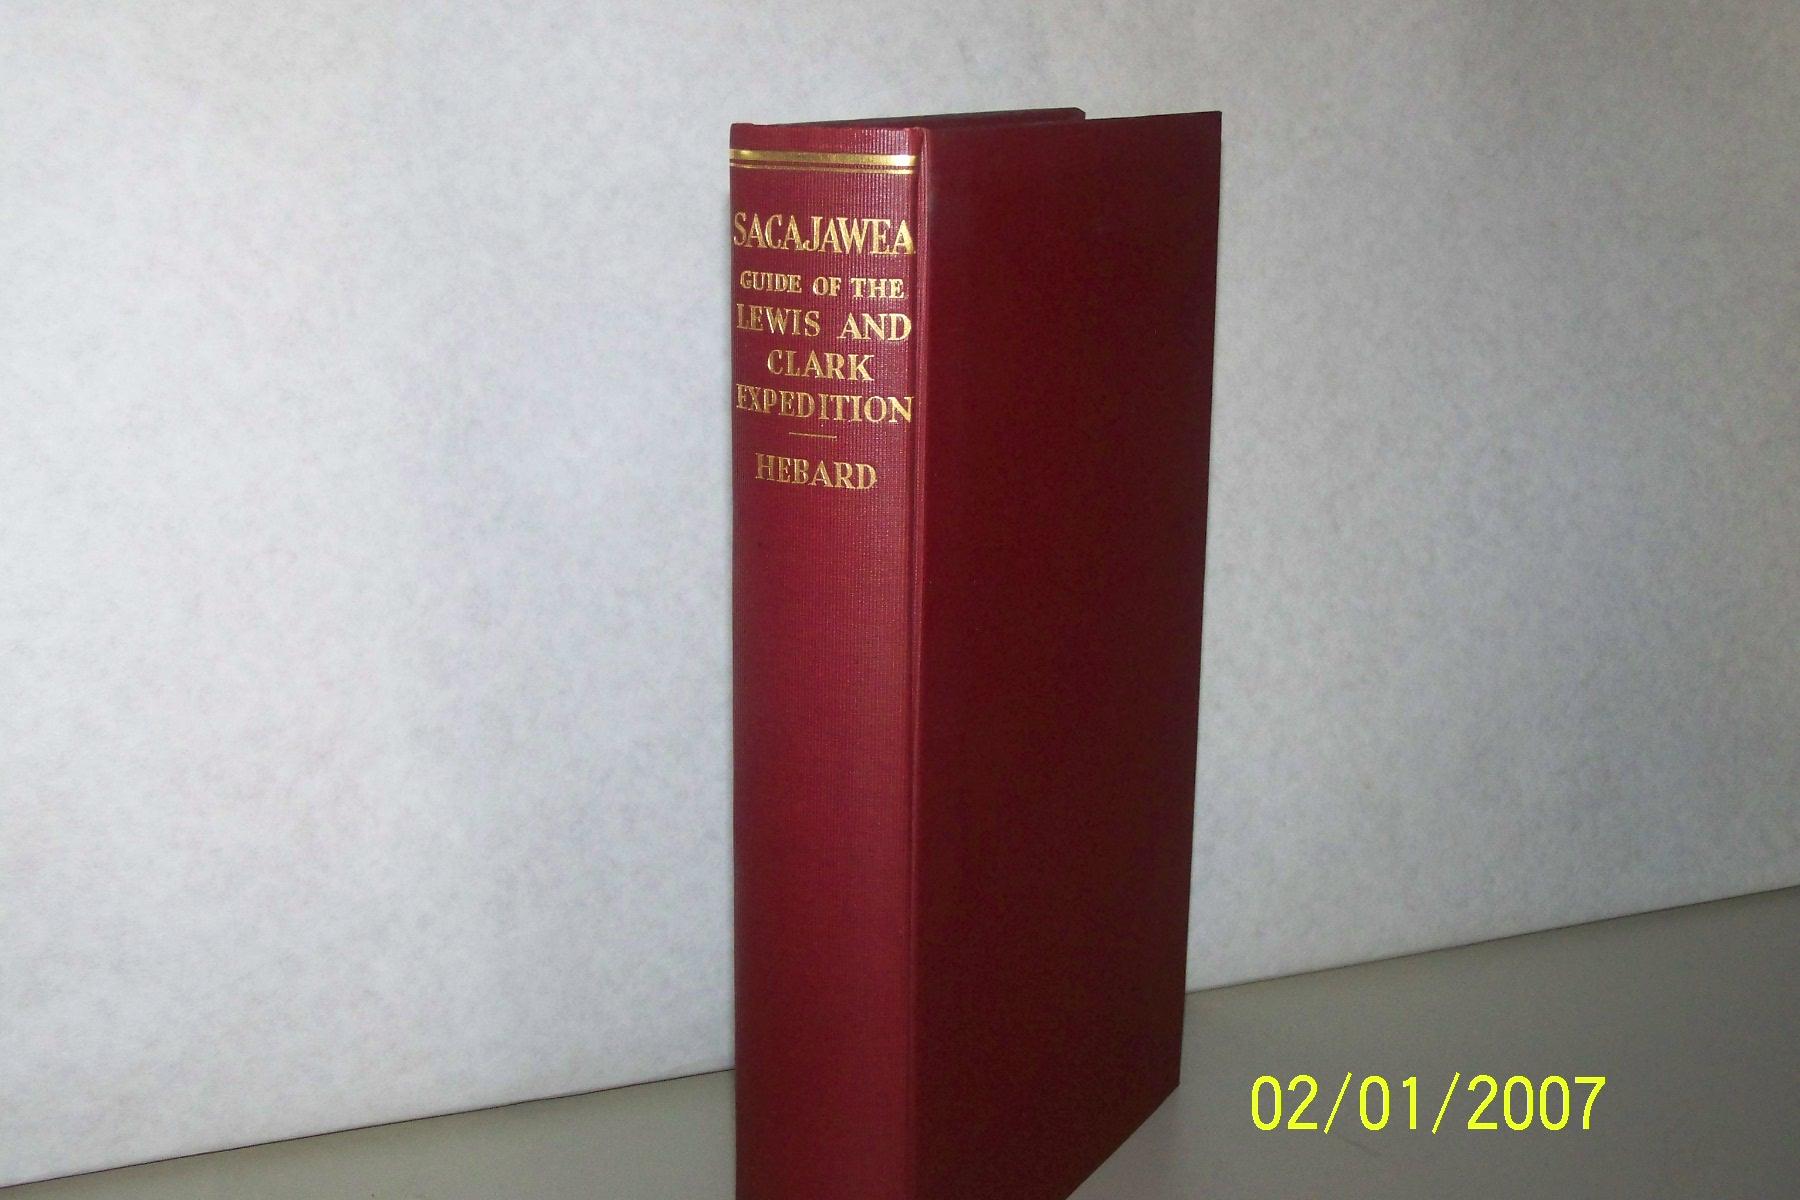 SACAJAWEA
GUIDE OF THE
LEWIS AND
CLARK
EXPEDITION
HEBARD
02/01/2007